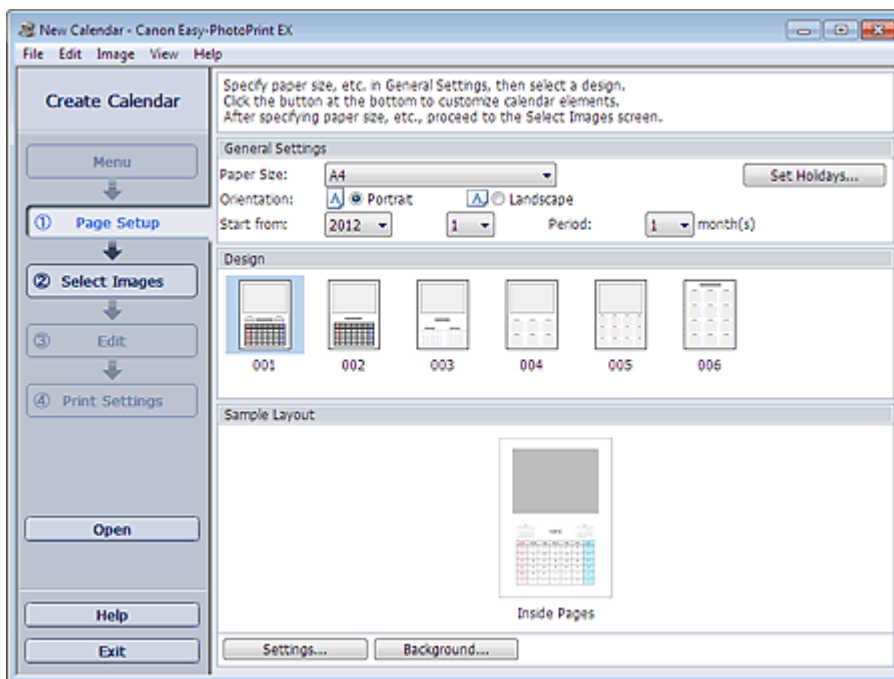 New Calendar - Canon Easy-PhotoPrint EX
File Edit Image View Help
Create Calendar
Menu
① Page Setup
② Select Images
③ Edit
④ Print Settings
Open
Help
Exit
Specify paper size, etc. in General Settings, then select a design.
Click the button at the bottom to customize calendar elements.
After specifying paper size, etc., proceed to the Select Images screen.
General Settings
Paper Size: A4 Set Holidays...
Orientation: A Portrait A Landscape
Start from: 2012 1 Period: 1 month(s)
Design
001 002 003 004 005 006
Sample Layout
Inside Pages
Settings... Background...